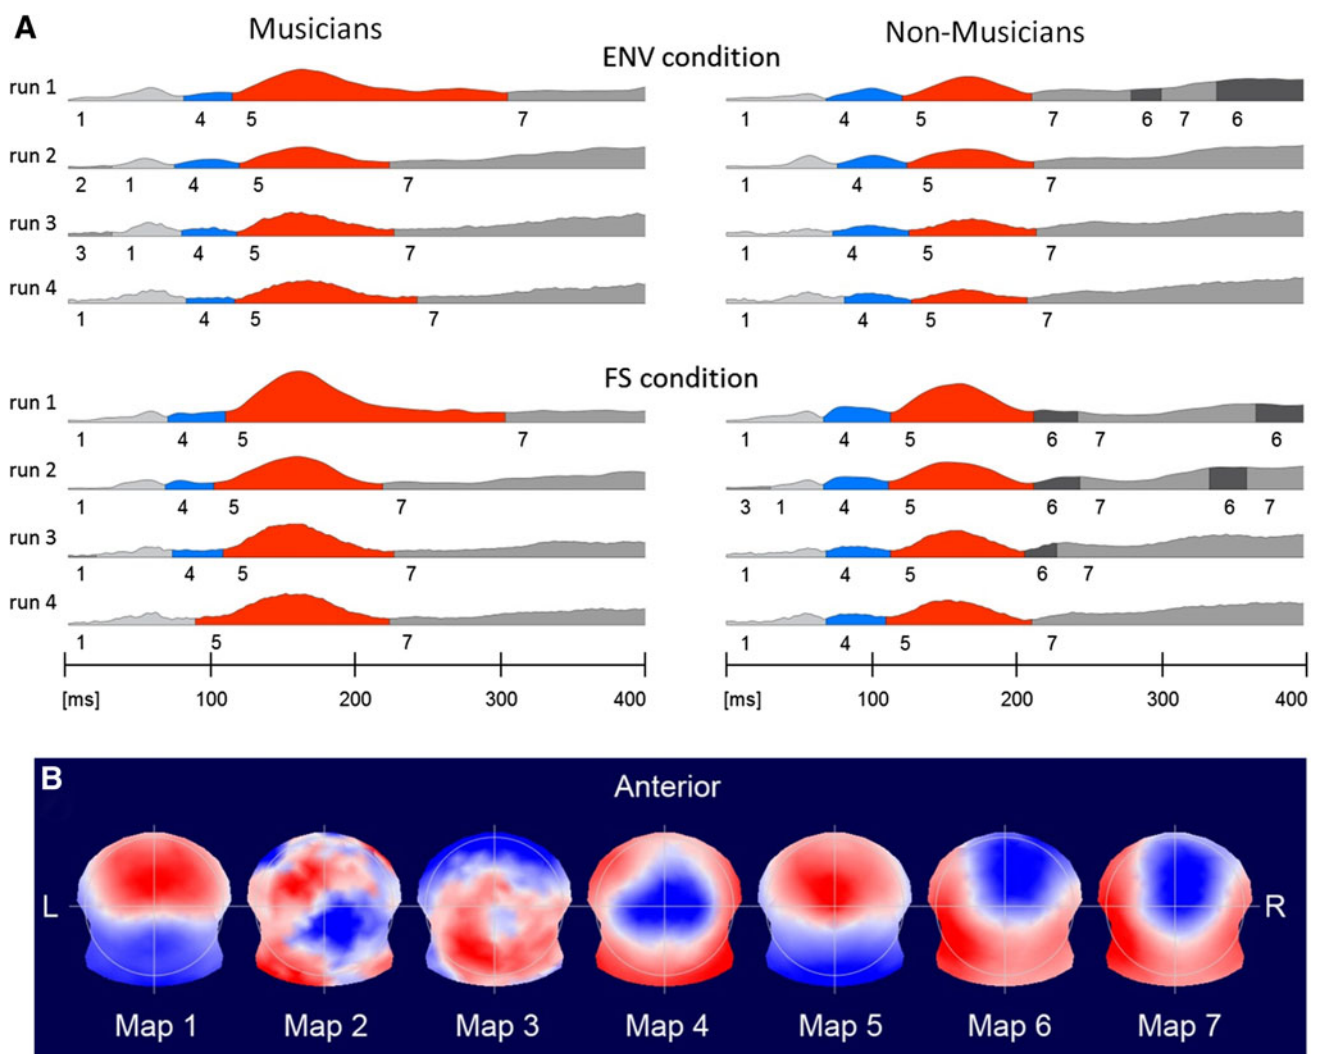 A
Musicians
Non-Musicians
ENV condition
run 1
1 4 5 7
1 4 5 7 6 7 6
run 2
2 1 4 5 7
1 4 5 7
run 3
3 1 4 5 7
1 4 5 7
run 4
1 4 5 7
1 4 5 7
FS condition
run 1
1 4 5 7
1 4 5 6 7 6
run 2
1 4 5 7
3 1 4 5 6 7 6 7
run 3
1 4 5 7
1 4 5 6 7
run 4
1 5 7
1 4 5 7
[ms] 100 200 300 400
[ms] 100 200 300 400
B
Anterior
L
R
Map 1 Map 2 Map 3 Map 4 Map 5 Map 6 Map 7